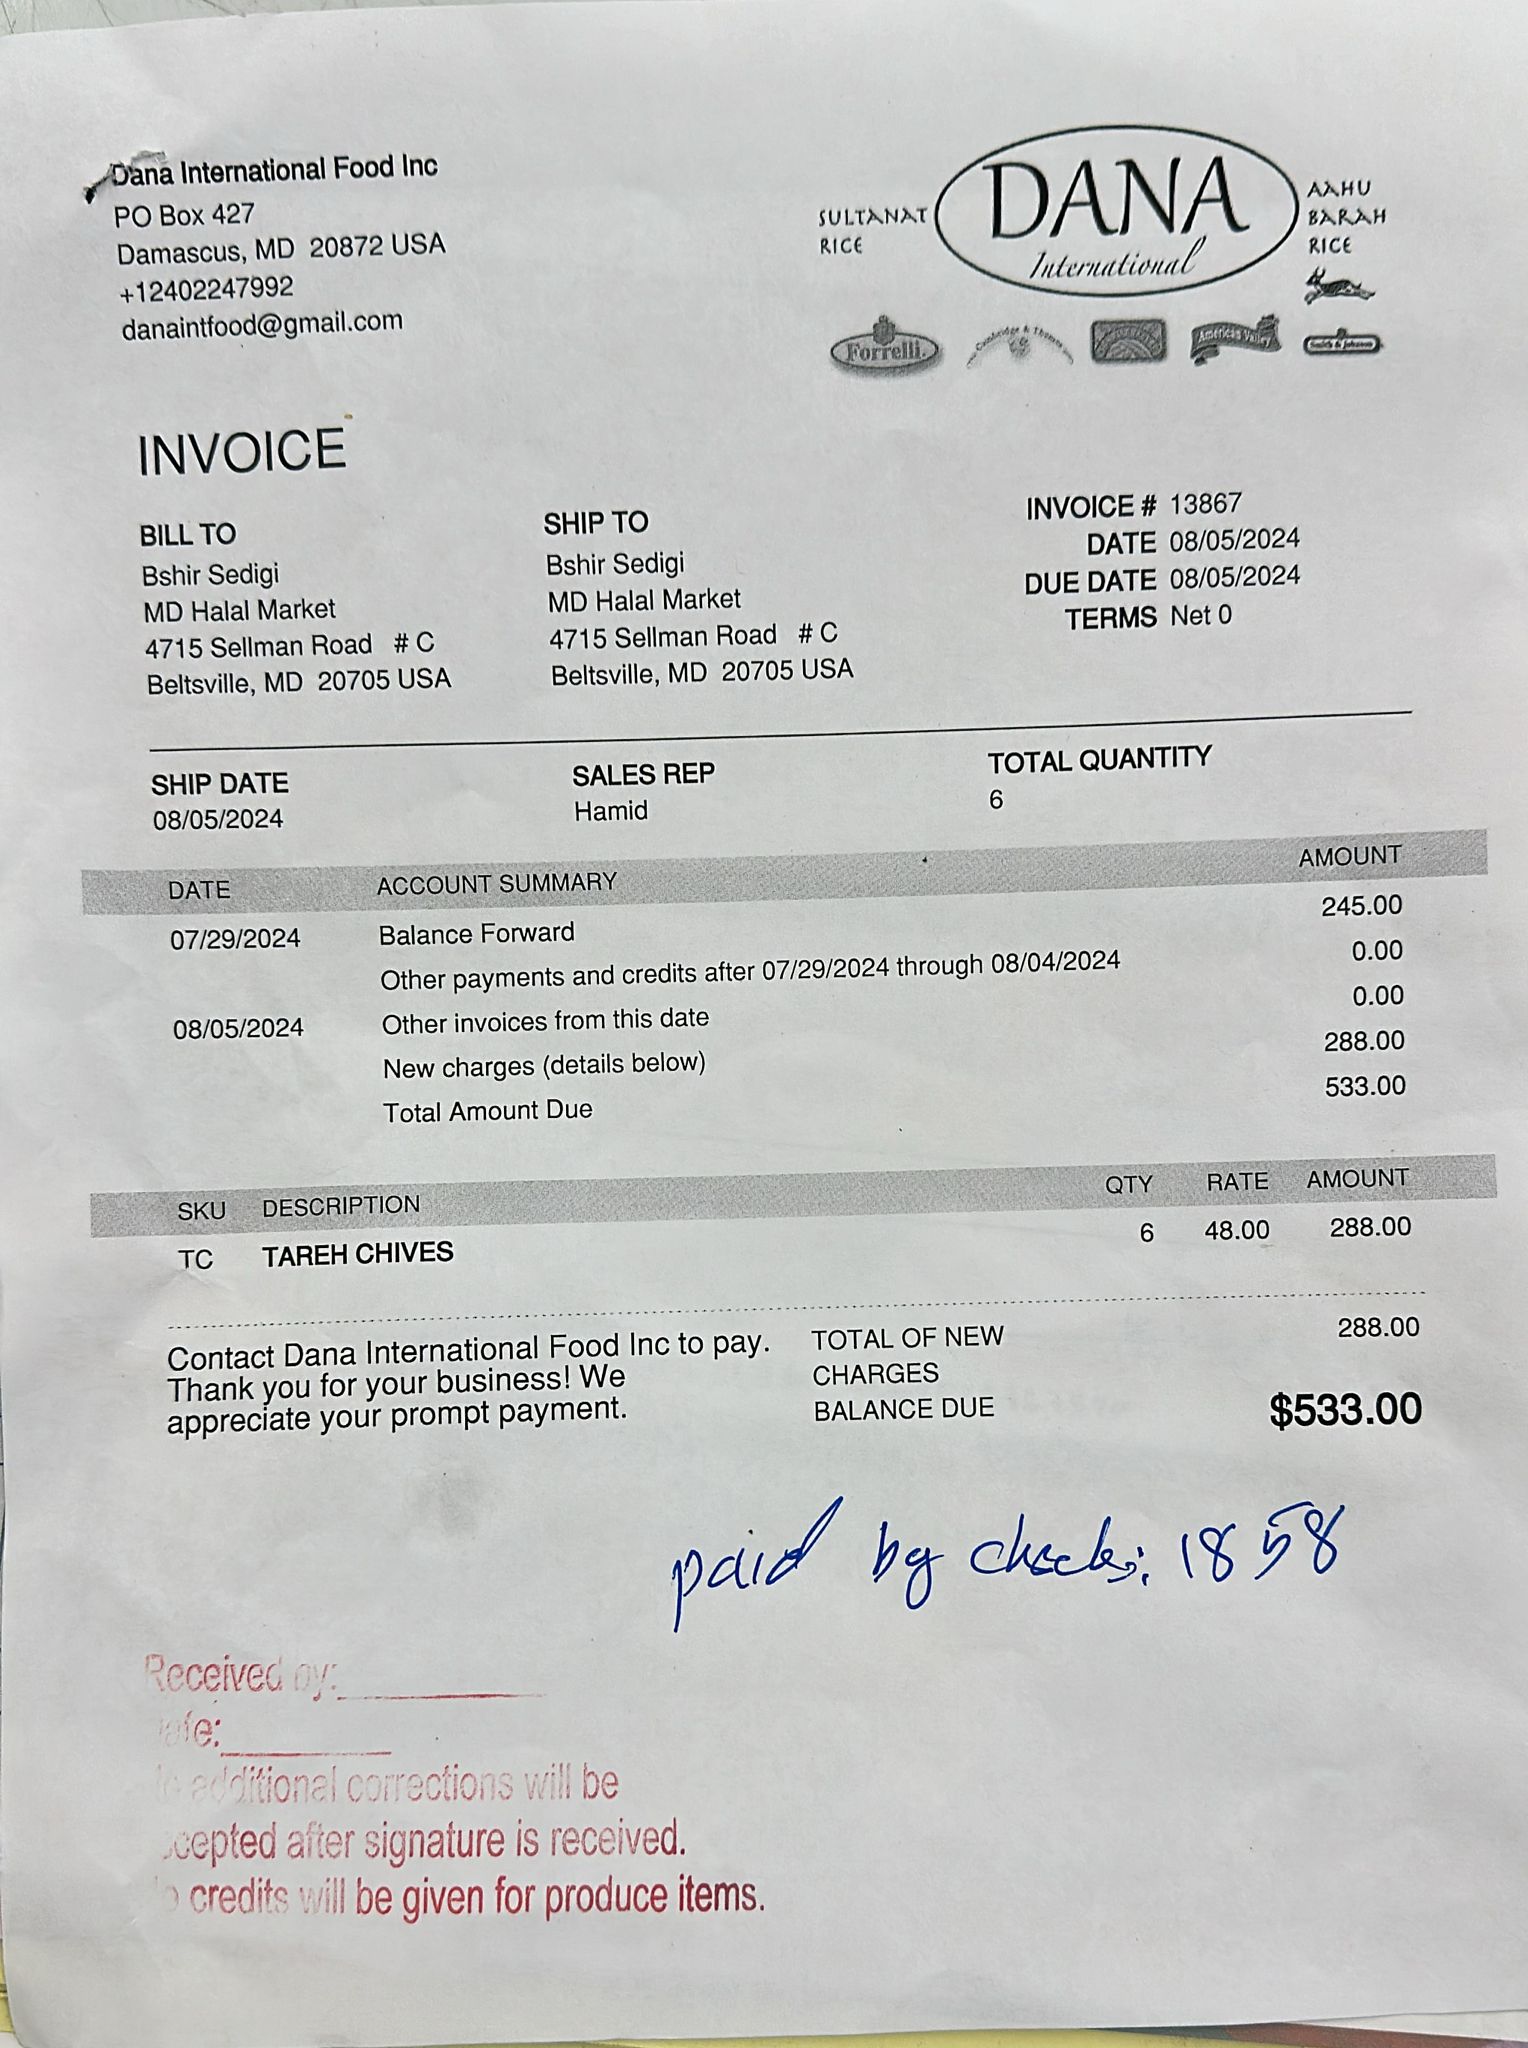 Dana International Food Inc
PO Box 427
Damascus, MD 20872 USA
+12402247992
danaintfood@gmail.com
SULTANAT
RICE
DANA
International
AAHU
BARAH
RICE
Forrelli.
American Valley
Smith & Johnson
INVOICE
BILL TO
Bshir Sedigi
MD Halal Market
4715 Sellman Road # C
Beltsville, MD 20705 USA
SHIP TO
Bshir Sedigi
MD Halal Market
4715 Sellman Road # C
Beltsville, MD 20705 USA
INVOICE # 13867
DATE 08/05/2024
DUE DATE 08/05/2024
TERMS Net 0
SHIP DATE
08/05/2024
SALES REP
Hamid
TOTAL QUANTITY
6
DATE ACCOUNT SUMMARY AMOUNT
07/29/2024 Balance Forward 245.00
Other payments and credits after 07/29/2024 through 08/04/2024 0.00
08/05/2024 Other invoices from this date 0.00
New charges (details below) 288.00
Total Amount Due 533.00
SKU DESCRIPTION QTY RATE AMOUNT
TC TAREH CHIVES 6 48.00 288.00
Contact Dana International Food Inc to pay.
Thank you for your business! We
appreciate your prompt payment.
TOTAL OF NEW 288.00
CHARGES
BALANCE DUE $533.00
paid by check: 1858
Received by:
additional corrections will be
after signature is received.
credits will be given for produce items.